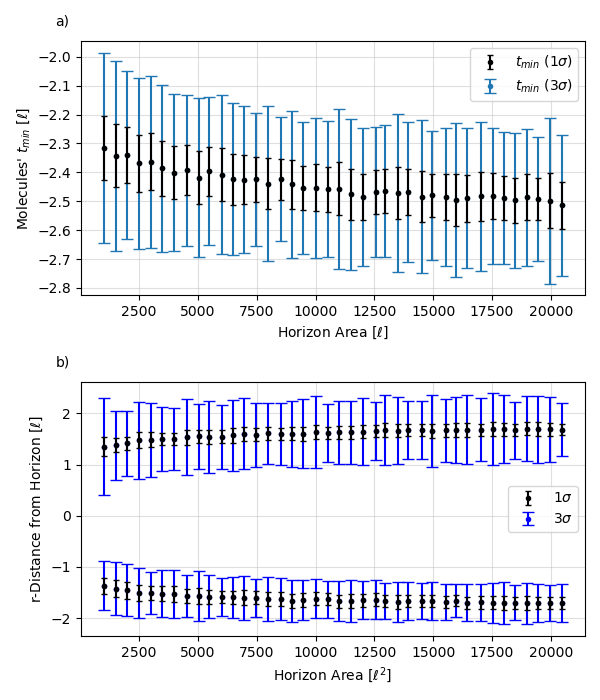 a)
−2.0
−2.1
−2.2
−2.3
−2.4
−2.5
−2.6
−2.7
−2.8
Molecules' t_min [ℓ]
t_min (1σ)
t_min (3σ)
2500 5000 7500 10000 12500 15000 17500 20000
Horizon Area [ℓ]
b)
2
1
0
−1
−2
r-Distance from Horizon [ℓ]
1σ
3σ
2500 5000 7500 10000 12500 15000 17500 20000
Horizon Area [ℓ²]